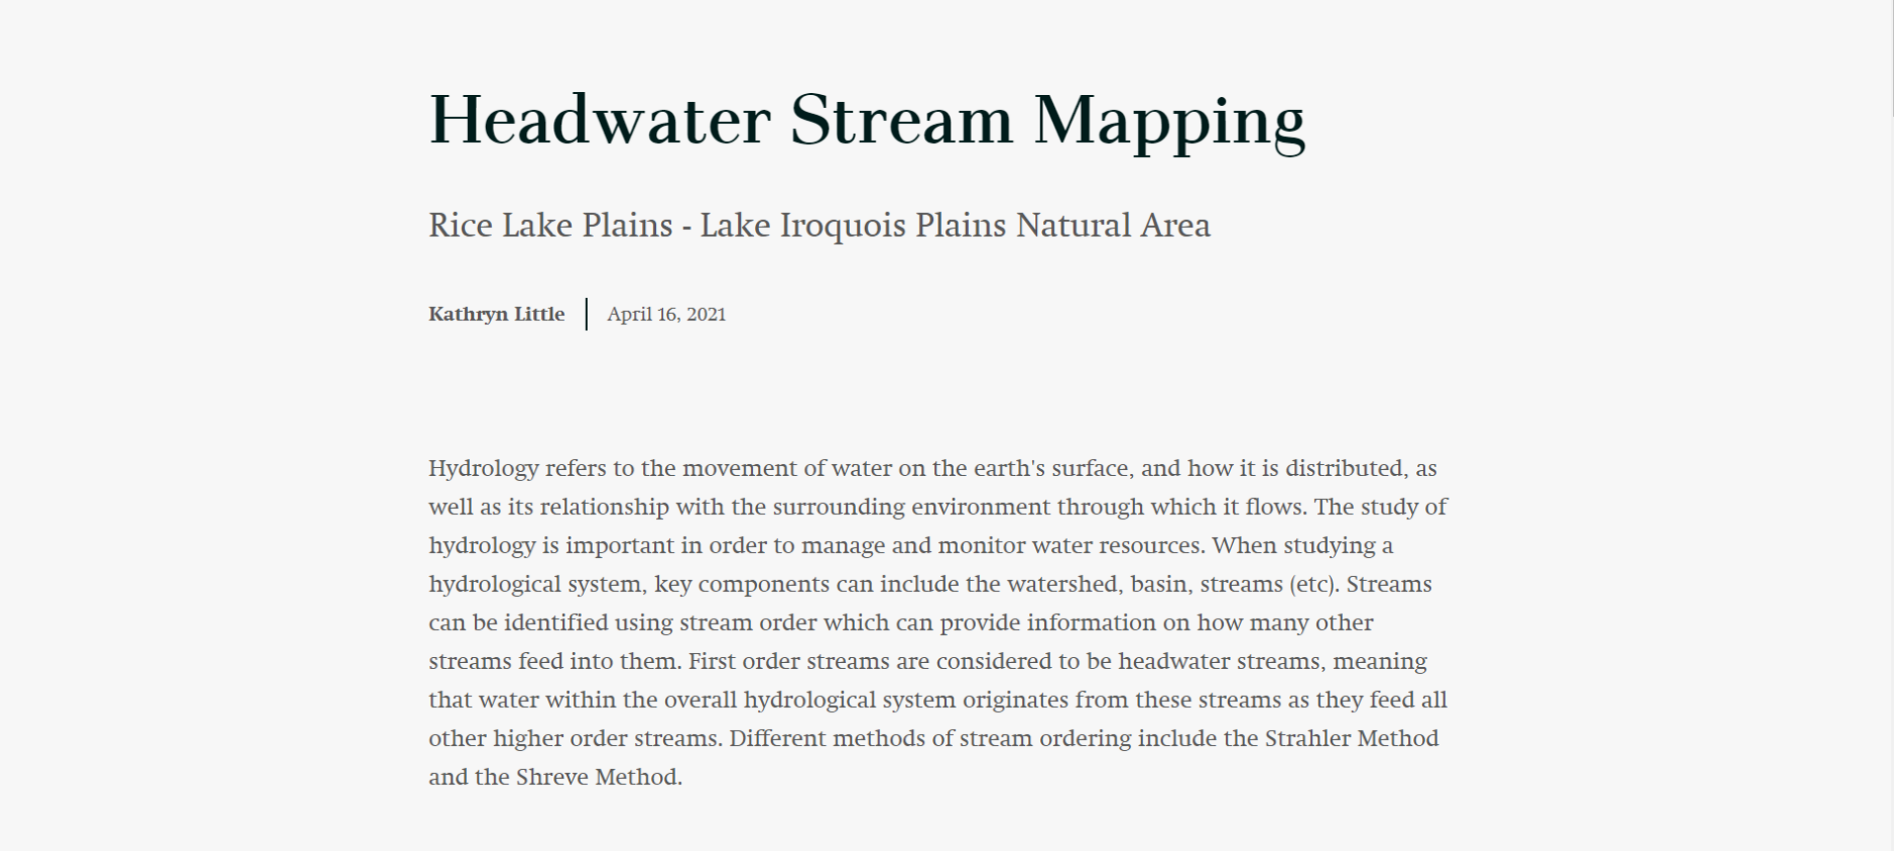 Headwater Stream Mapping
Rice Lake Plains - Lake Iroquois Plains Natural Area
Kathryn Little
April 16, 2021
Hydrology refers to the movement of water on the earth's surface, and how it is distributed, as
well as its relationship with the surrounding environment through which it flows. The study of
hydrology is important in order to manage and monitor water resources. When studying a
hydrological system, key components can include the watershed, basin, streams (etc). Streams
can be identified using stream order which can provide information on how many other
streams feed into them. First order streams are considered to be headwater streams, meaning
that water within the overall hydrological system originates from these streams as they feed all
other higher order streams. Different methods of stream ordering include the Strahler Method
and the Shreve Method.